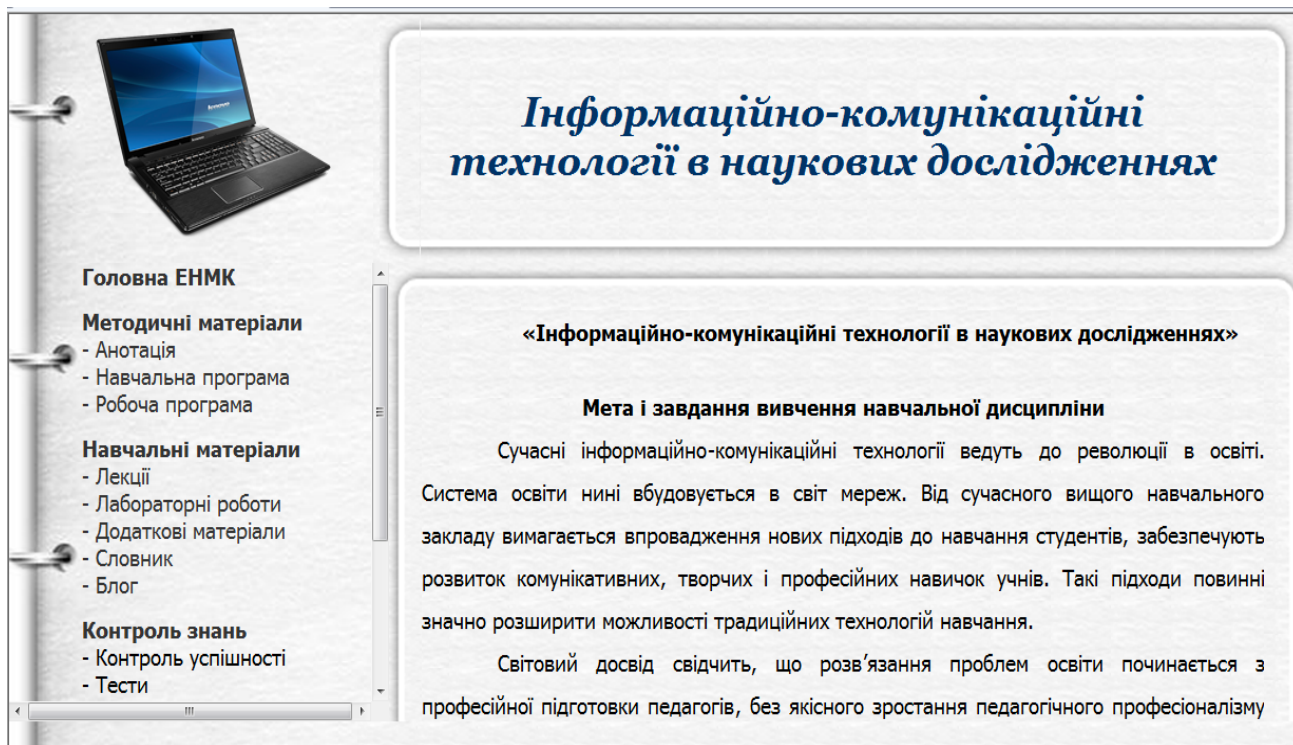 Інформаційно-комунікаційні
технології в наукових дослідженнях
Головна ЕНМК
Методичні матеріали
- Анотація
- Навчальна програма
- Робоча програма
Навчальні матеріали
- Лекції
- Лабораторні роботи
- Додаткові матеріали
- Словник
- Блог
Контроль знань
- Контроль успішності
- Тести
«Інформаційно-комунікаційні технології в наукових дослідженнях»
Мета і завдання вивчення навчальної дисципліни
Сучасні інформаційно-комунікаційні технології ведуть до революції в освіті.
Система освіти нині вбудовується в світ мереж. Від сучасного вищого навчального
закладу вимагається впровадження нових підходів до навчання студентів, забезпечують
розвиток комунікативних, творчих і професійних навичок учнів. Такі підходи повинні
значно розширити можливості традиційних технологій навчання.
Світовий досвід свідчить, що розв’язання проблем освіти починається з
професійної підготовки педагогів, без якісного зростання педагогічного професіоналізму